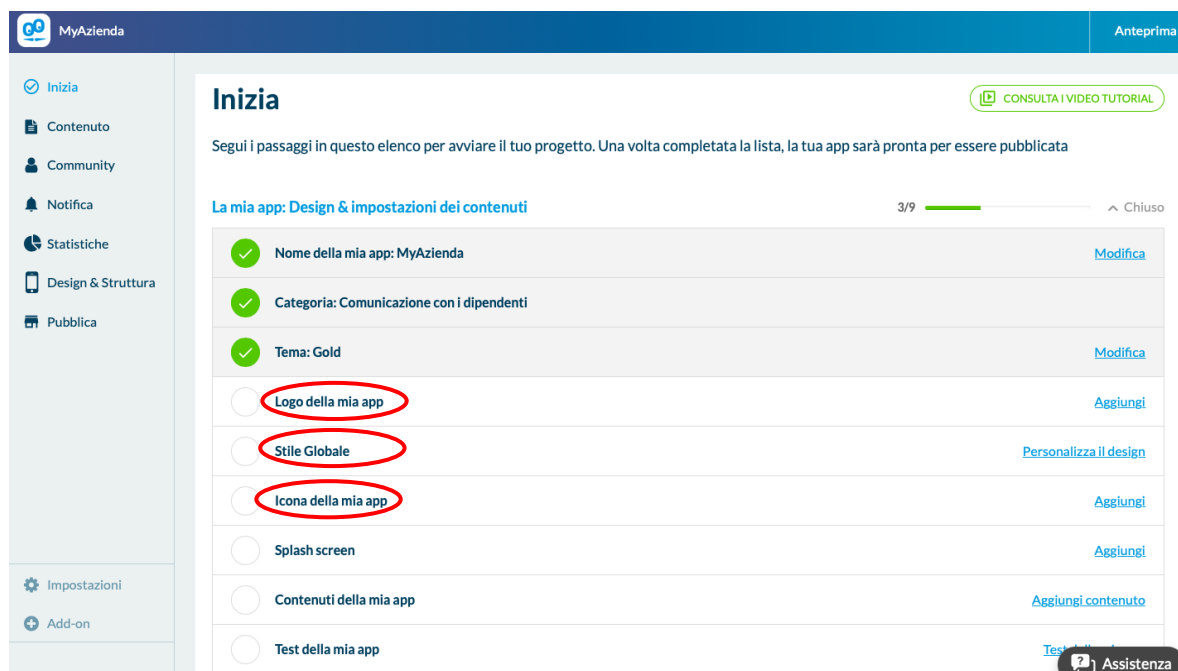 MyAzienda
Anteprima
Inizia
Contenuto
Community
Notifica
Statistiche
Design & Struttura
Pubblica
Impostazioni
Add-on
Inizia
CONSULTA I VIDEO TUTORIAL
Segui i passaggi in questo elenco per avviare il tuo progetto. Una volta completata la lista, la tua app sarà pronta per essere pubblicata
La mia app: Design & impostazioni dei contenuti
3/9
Chiuso
Nome della mia app: MyAzienda
Modifica
Categoria: Comunicazione con i dipendenti
Tema: Gold
Modifica
Logo della mia app
Aggiungi
Stile Globale
Personalizza il design
Icona della mia app
Aggiungi
Splash screen
Aggiungi
Contenuti della mia app
Aggiungi contenuto
Test della mia app
Assistenza